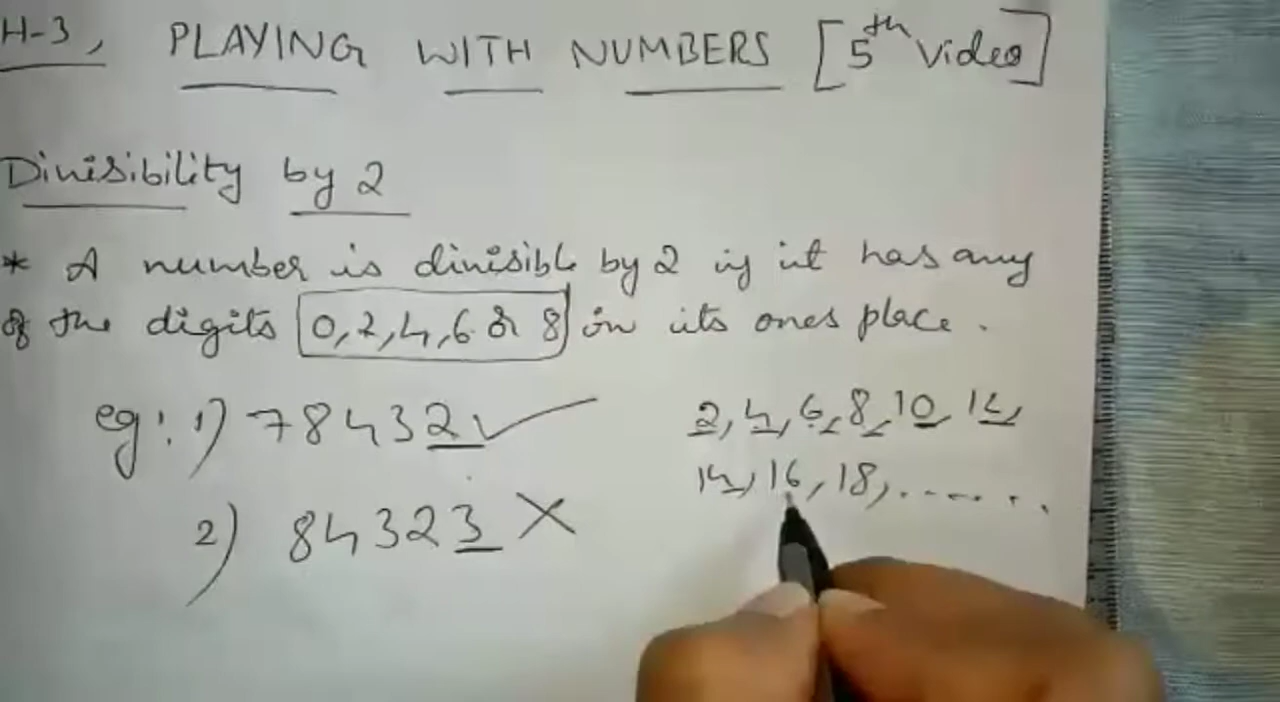 H-3, PLAYING WITH NUMBERS [5th Video]
Divisibility by 2
* A number is divisible by 2 if it has any
of the digits 0, 2, 4, 6 or 8 in its ones place.
eg: 1) 78432 ✓
2, 4, 6, 8, 10, 12,
14, 16, 18, ......
2) 84323 ✗